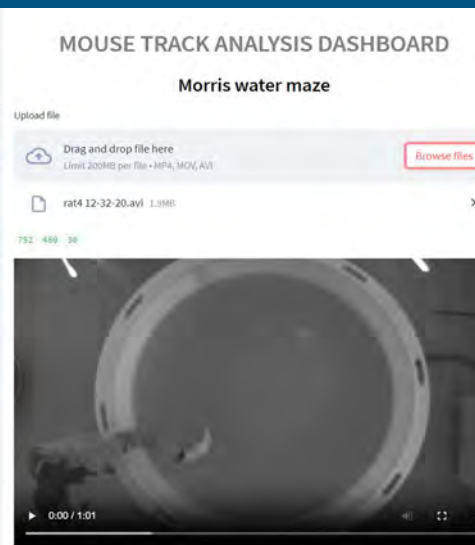 MOUSE TRACK ANALYSIS DASHBOARD
Morris water maze
Upload file
Drag and drop file here
Limit 200MB per file • MP4, MOV, AVI
Browse files
rat4 12-32-20.avi 1.9MB
752 480 30
0:00 / 1:01